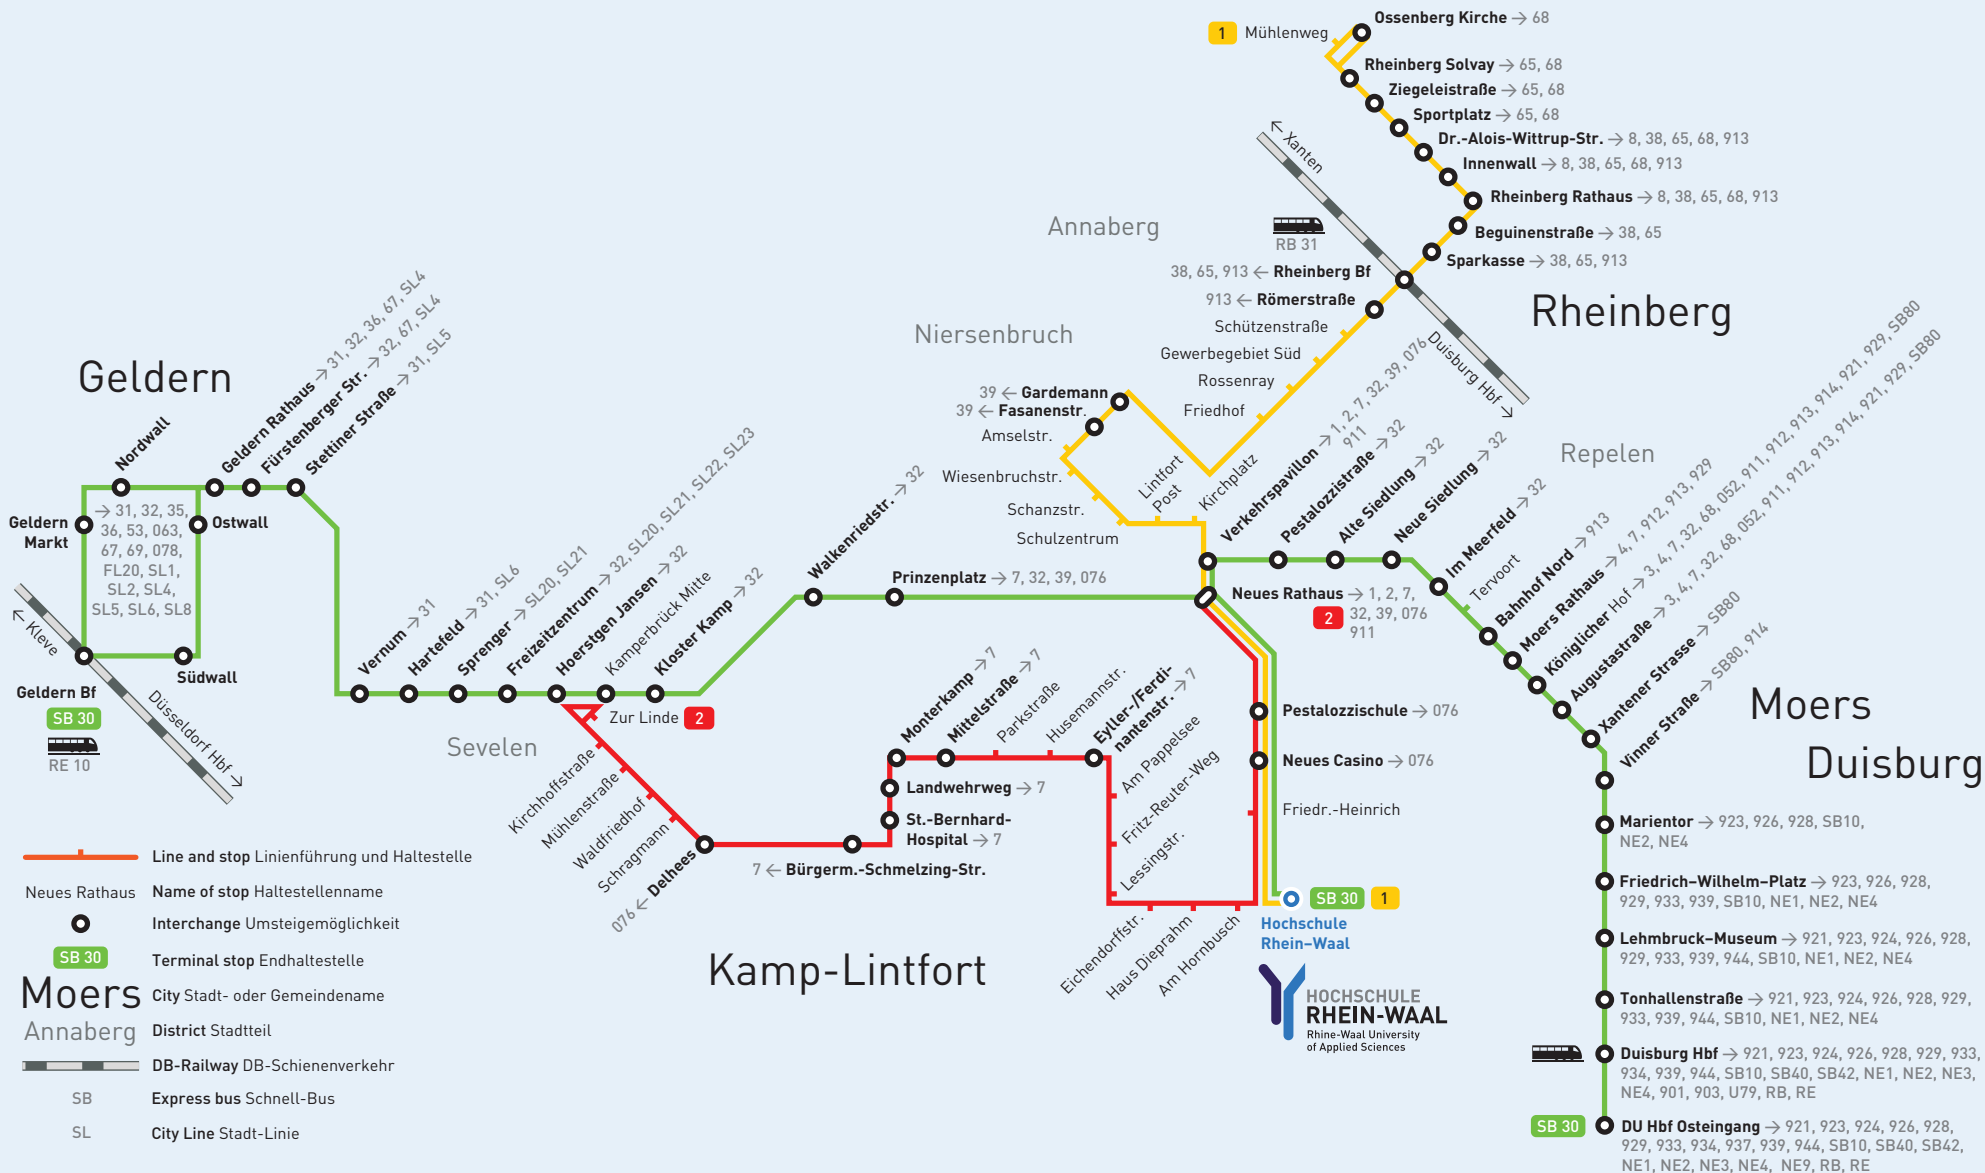 Ossenberg Kirche → 68
1 Mühlenweg
Rheinberg Solvay → 65, 68
Ziegeleistraße → 65, 68
Sportplatz → 65, 68
Dr.-Alois-Wittrup-Str. → 8, 38, 65, 68, 913
Innenwall → 8, 38, 65, 68, 913
Rheinberg Rathaus → 8, 38, 65, 68, 913
Beguinenstraße → 38, 65
Sparkasse → 38, 65, 913
← Xanten
RB 31
Annaberg
38, 65, 913 ← Rheinberg Bf
913 ← Römerstraße
Rheinberg
Schützenstraße
Gewerbegebiet Süd
Rossenray
Friedhof
Duisburg Hbf →
Niersenbruch
39 ← Gardemann
39 ← Fasanenstr.
Amselstr.
Wiesenbruchstr.
Schanzstr.
Schulzentrum
Lintfort
Post
Kirchplatz
Verkehrspavillon → 1, 2, 7, 32, 39, 076
911
Pestalozzistraße → 32
Alte Siedlung → 32
Neue Siedlung → 32
Repelen
Im Meerfeld → 32
Tervoort
Bahnhof Nord → 913
Moers Rathaus → 4, 7, 912, 913, 929
Königlicher Hof → 3, 4, 7, 32, 68, 052, 911, 912, 913, 914, 921, 929, SB80
Augustastraße → 3, 4, 7, 32, 68, 052, 911, 912, 913, 914, 921, 929, SB80
Xantener Strasse → SB80
Vinner Straße → SB80, 914
Moers
Duisburg
Geldern
Nordwall
Geldern Rathaus → 31, 32, 36, 67, SL4
Fürstenberger Str. → 32, 67, SL4
Stettiner Straße → 31, SL5
Geldern
Markt
→ 31, 32, 35,
36, 53, 063,
67, 69, 078,
FL20, SL1,
SL2, SL4,
SL5, SL6, SL8
Ostwall
Südwall
← Kleve
Geldern Bf
SB 30
RE 10
Düsseldorf Hbf →
Vernum → 31
Hartefeld → 31, SL6
Sprenger → SL20, SL21
Freizeitzentrum → 32, SL20, SL21, SL22, SL23
Hoerstgen Jansen → 32
Kamperbrück Mitte
Kloster Kamp → 32
Walkenriedstr. → 32
Prinzenplatz → 7, 32, 39, 076
Neues Rathaus → 1, 2, 7,
2 32, 39, 076
911
Zur Linde 2
Sevelen
Kirchhoffstraße
Mühlenstraße
Waldfriedhof
Schragmann
076 ← Delhees
7 ← Bürgerm.-Schmelzing-Str.
St.-Bernhard-
Hospital → 7
Landwehrweg → 7
Monterkamp → 7
Mittelstraße → 7
Parkstraße
Husemannstr.
Eyller-/Ferdi-
nantenstr. → 7
Am Pappelsee
Fritz-Reuter-Weg
Lessingstr.
Eichendorffstr.
Haus Dieprahm
Am Hornbusch
Kamp-Lintfort
Pestalozzischule → 076
Neues Casino → 076
Friedr.-Heinrich
SB 30 1
Hochschule
Rhein–Waal
HOCHSCHULE
RHEIN-WAAL
Rhine-Waal University
of Applied Sciences
Marientor → 923, 926, 928, SB10,
NE2, NE4
Friedrich–Wilhelm–Platz → 923, 926, 928,
929, 933, 939, SB10, NE1, NE2, NE4
Lehmbruck–Museum → 921, 923, 924, 926, 928,
929, 933, 939, 944, SB10, NE1, NE2, NE4
Tonhallenstraße → 921, 923, 924, 926, 928, 929,
933, 939, 944, SB10, NE1, NE2, NE4
Duisburg Hbf → 921, 923, 924, 926, 928, 929, 933,
934, 939, 944, SB10, SB40, SB42, NE1, NE2, NE3,
NE4, 901, 903, U79, RB, RE
SB 30 DU Hbf Osteingang → 921, 923, 924, 926, 928,
929, 933, 934, 937, 939, 944, SB10, SB40, SB42,
NE1, NE2, NE3, NE4, NE9, RB, RE
Line and stop Linienführung und Haltestelle
Neues Rathaus Name of stop Haltestellenname
Interchange Umsteigemöglichkeit
SB 30 Terminal stop Endhaltestelle
Moers City Stadt- oder Gemeindename
Annaberg District Stadtteil
DB-Railway DB-Schienenverkehr
SB Express bus Schnell-Bus
SL City Line Stadt-Linie